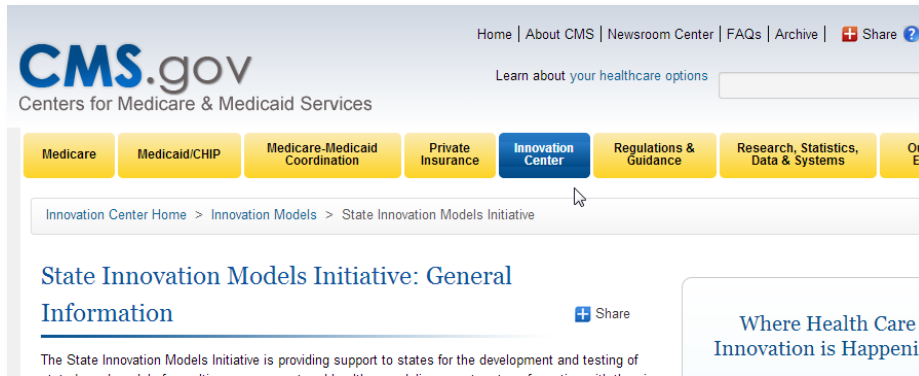 Home | About CMS | Newsroom Center | FAQs | Archive | Share
CMS.gov
Learn about your healthcare options
Centers for Medicare & Medicaid Services
Medicare
Medicaid/CHIP
Medicare-Medicaid
Coordination
Private
Insurance
Innovation
Center
Regulations &
Guidance
Research, Statistics,
Data & Systems
Innovation Center Home > Innovation Models > State Innovation Models Initiative
State Innovation Models Initiative: General
Information
Share
Where Health Care
Innovation is Happeni
The State Innovation Models Initiative is providing support to states for the development and testing of